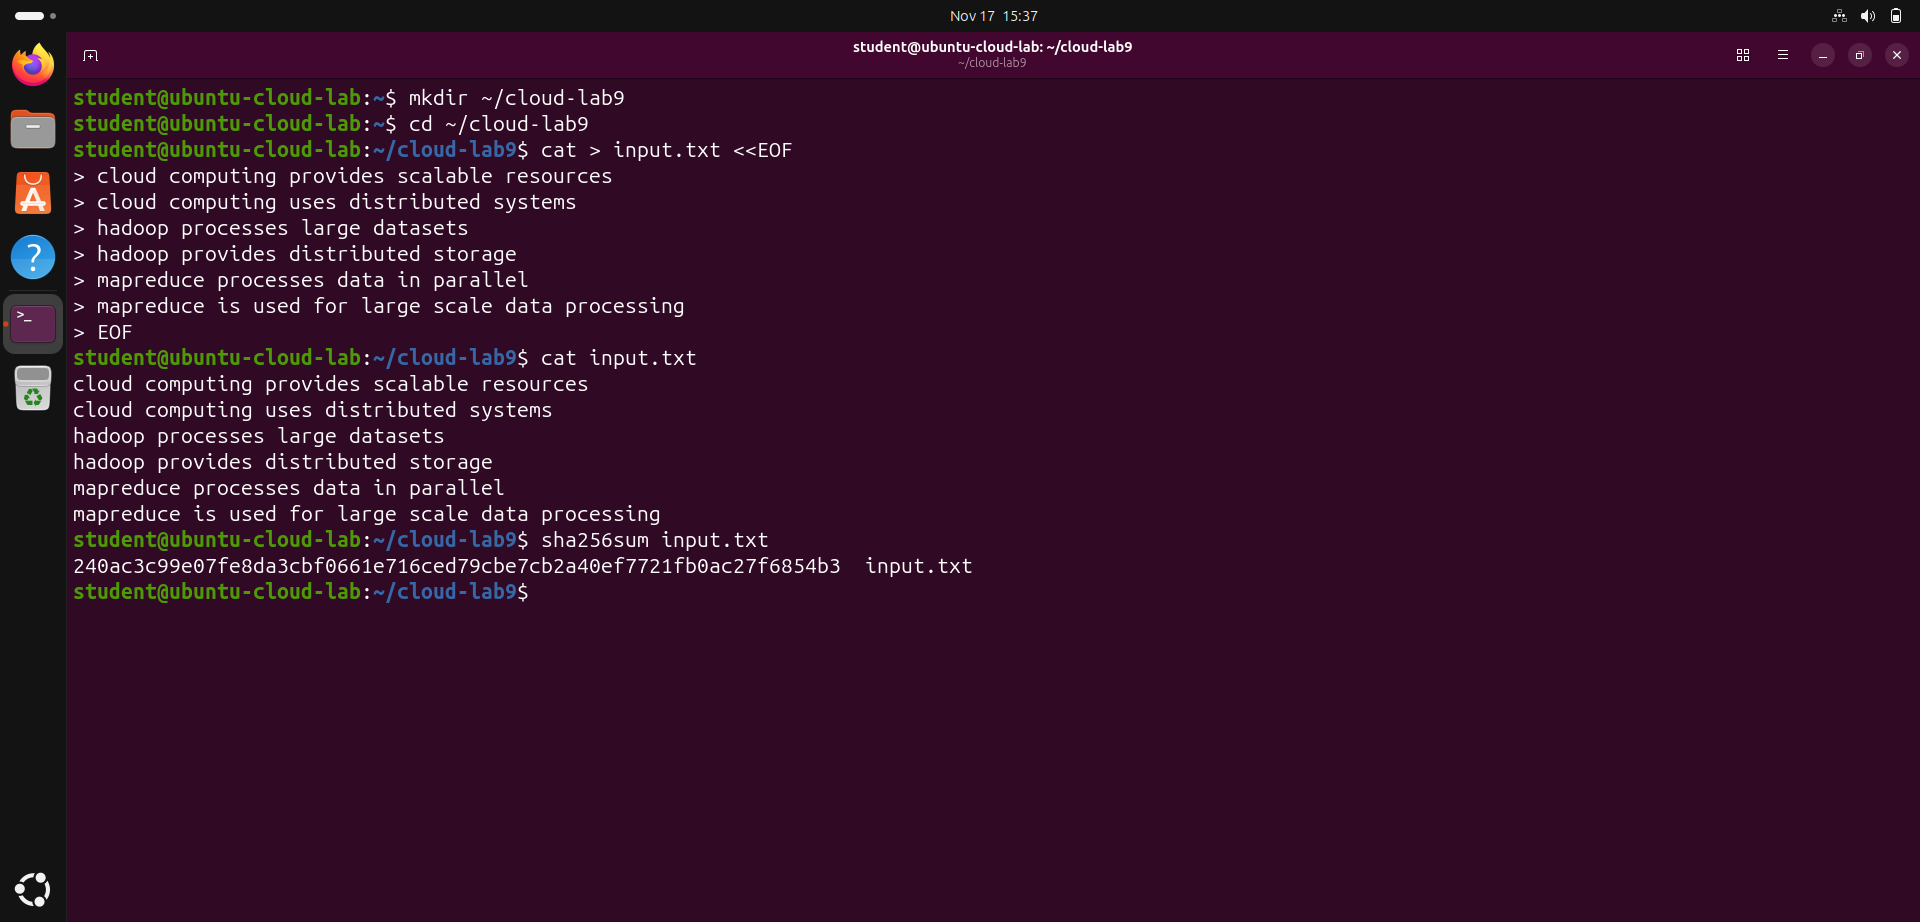 Nov 17 15:37
student@ubuntu-cloud-lab: ~/cloud-lab9
~/cloud-lab9
student@ubuntu-cloud-lab:~$ mkdir ~/cloud-lab9
student@ubuntu-cloud-lab:~$ cd ~/cloud-lab9
student@ubuntu-cloud-lab:~/cloud-lab9$ cat > input.txt <<EOF
> cloud computing provides scalable resources
> cloud computing uses distributed systems
> hadoop processes large datasets
> hadoop provides distributed storage
> mapreduce processes data in parallel
> mapreduce is used for large scale data processing
> EOF
student@ubuntu-cloud-lab:~/cloud-lab9$ cat input.txt
cloud computing provides scalable resources
cloud computing uses distributed systems
hadoop processes large datasets
hadoop provides distributed storage
mapreduce processes data in parallel
mapreduce is used for large scale data processing
student@ubuntu-cloud-lab:~/cloud-lab9$ sha256sum input.txt
240ac3c99e07fe8da3cbf0661e716ced79cbe7cb2a40ef7721fb0ac27f6854b3  input.txt
student@ubuntu-cloud-lab:~/cloud-lab9$